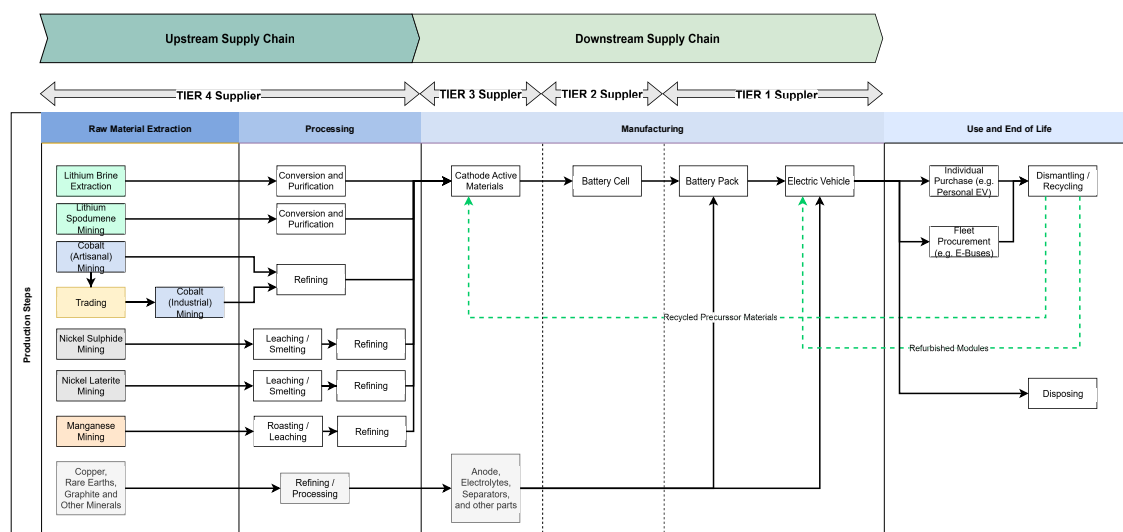 Upstream Supply Chain
Downstream Supply Chain
TIER 4 Supplier
TIER 3 Suppler
TIER 2 Suppler
TIER 1 Suppler
Raw Material Extraction
Processing
Manufacturing
Use and End of Life
Production Steps
Lithium Brine
Extraction
Conversion and
Purification
Cathode Active
Materials
Battery Cell
Battery Pack
Electric Vehicle
Individual
Purchase (e.g.
Personal EV)
Dismantling /
Recycling
Lithium
Spodumene
Mining
Conversion and
Purification
Fleet
Procurement
(e.g. E-Buses)
Cobalt
(Artisanal)
Mining
Refining
Trading
Cobalt
(Industrial)
Mining
Recycled Precurssor Materials
Nickel Sulphide
Mining
Leaching /
Smelting
Refining
Refurbished Modules
Nickel Laterite
Mining
Leaching /
Smelting
Refining
Disposing
Manganese
Mining
Roasting /
Leaching
Refining
Copper,
Rare Earths,
Graphite and
Other Minerals
Refining /
Processing
Anode,
Electrolytes,
Separators,
and other parts